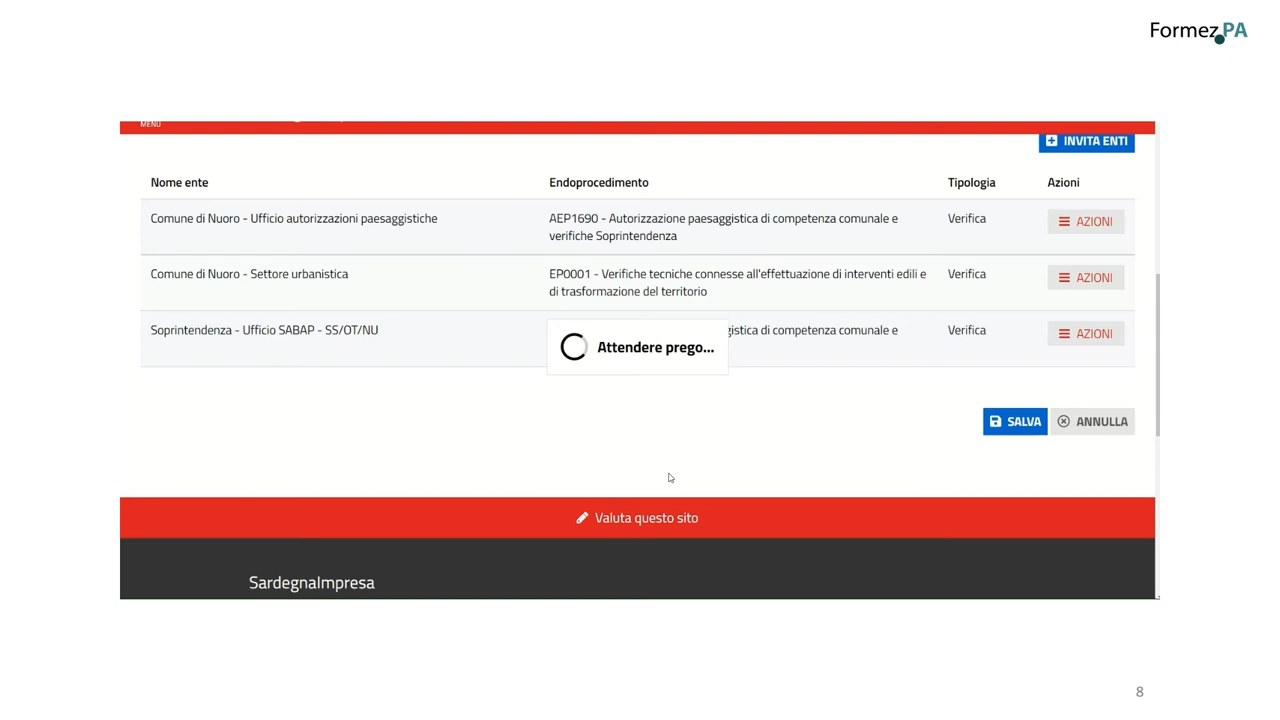 Formez PA
MENU
INVITA ENTI
Nome ente Endoprocedimento Tipologia Azioni
Comune di Nuoro - Ufficio autorizzazioni paesaggistiche AEP1690 - Autorizzazione paesaggistica di competenza comunale e Verifica AZIONI
verifiche Soprintendenza
Comune di Nuoro - Settore urbanistica EP0001 - Verifiche tecniche connesse all'effettuazione di interventi edili e Verifica AZIONI
di trasformazione del territorio
Soprintendenza - Ufficio SABAP - SS/OT/NU gistica di competenza comunale e Verifica AZIONI
Attendere prego...
SALVA ANNULLA
Valuta questo sito
SardegnaImpresa
8